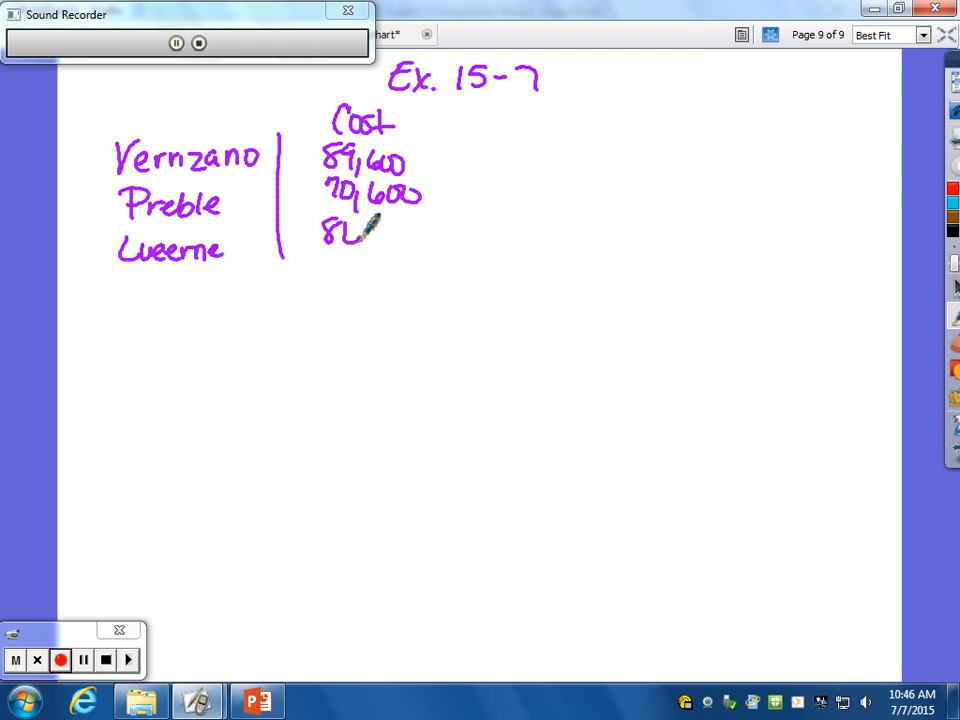 Sound Recorder
hart*
Page 9 of 9
Best Fit
Ex. 15-7
Cost
Vernzano 89,600
Preble 70,600
Lucerne
M
10:46 AM
7/7/2015